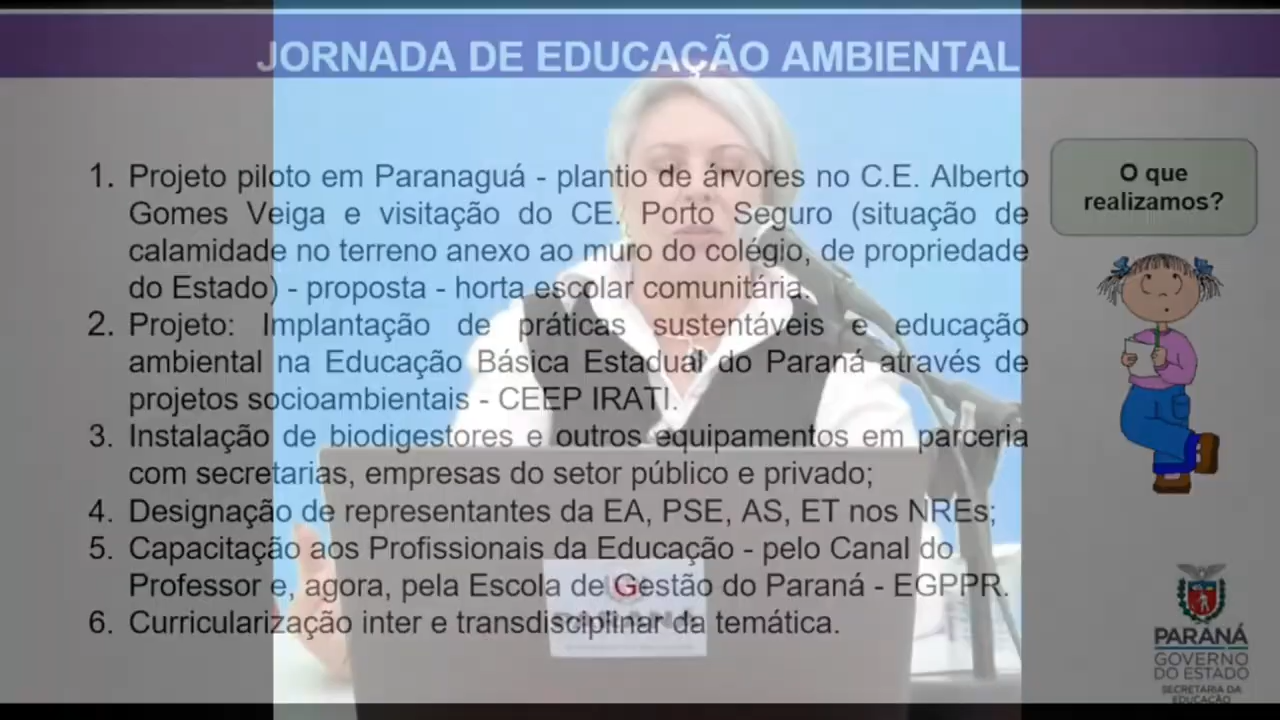 JORNADA DE EDUCAÇÃO AMBIENTAL
1. Projeto piloto em Paranaguá - plantio de árvores no C.E. Alberto
Gomes Veiga e visitação do CE. Porto Seguro (situação de
calamidade no terreno anexo ao muro do colégio, de propriedade
do Estado) - proposta - horta escolar comunitária.
2. Projeto: Implantação de práticas sustentáveis e educação
ambiental na Educação Básica Estadual do Paraná através de
projetos socioambientais - CEEP IRATI.
3. Instalação de biodigestores e outros equipamentos em parceria
com secretarias, empresas do setor público e privado;
4. Designação de representantes da EA, PSE, AS, ET nos NREs;
5. Capacitação aos Profissionais da Educação - pelo Canal do
Professor e, agora, pela Escola de Gestão do Paraná - EGPPR.
6. Curricularização inter e transdisciplinar da temática.
O que
realizamos?
PARANÁ
GOVERNO
DO ESTADO
SECRETARIA DA
EDUCAÇÃO